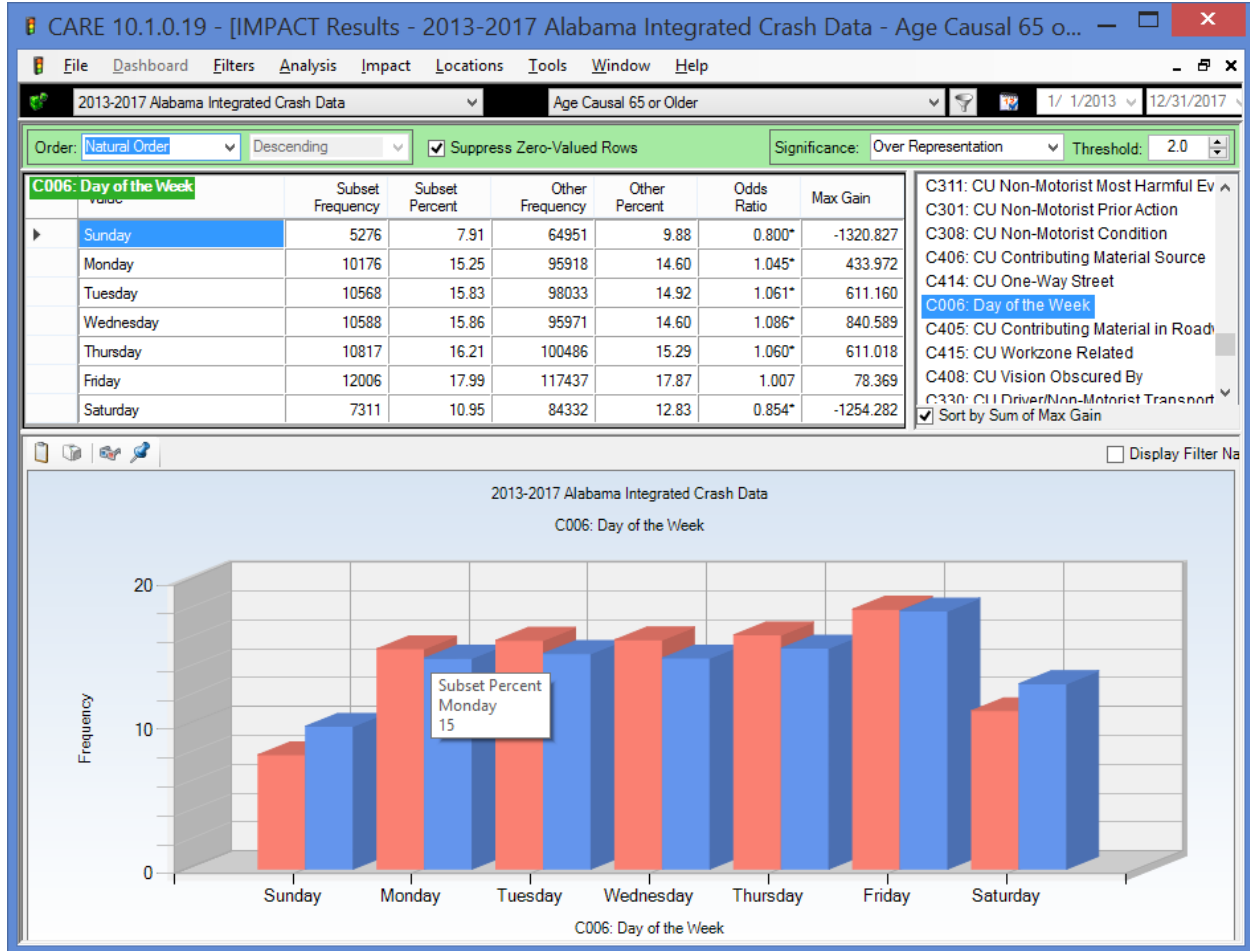 CARE 10.1.0.19 - [IMPACT Results - 2013-2017 Alabama Integrated Crash Data - Age Causal 65 o...
File Dashboard Filters Analysis Impact Locations Tools Window Help
2013-2017 Alabama Integrated Crash Data Age Causal 65 or Older 1/ 1/2013 12/31/2017
Order: Natural Order Descending Suppress Zero-Valued Rows Significance: Over Representation Threshold: 2.0
C006: Day of the Week Subset Frequency Subset Percent Other Frequency Other Percent Odds Ratio Max Gain
Sunday 5276 7.91 64951 9.88 0.800* -1320.827
Monday 10176 15.25 95918 14.60 1.045* 433.972
Tuesday 10568 15.83 98033 14.92 1.061* 611.160
Wednesday 10588 15.86 95971 14.60 1.086* 840.589
Thursday 10817 16.21 100486 15.29 1.060* 611.018
Friday 12006 17.99 117437 17.87 1.007 78.369
Saturday 7311 10.95 84332 12.83 0.854* -1254.282
C311: CU Non-Motorist Most Harmful Ev
C301: CU Non-Motorist Prior Action
C308: CU Non-Motorist Condition
C406: CU Contributing Material Source
C414: CU One-Way Street
C006: Day of the Week
C405: CU Contributing Material in Roadw
C415: CU Workzone Related
C408: CU Vision Obscured By
C330: CU Driver/Non-Motorist Transport
Sort by Sum of Max Gain
Display Filter Na
2013-2017 Alabama Integrated Crash Data
C006: Day of the Week
20
10
0
Frequency
Subset Percent
Monday
15
Sunday Monday Tuesday Wednesday Thursday Friday Saturday
C006: Day of the Week